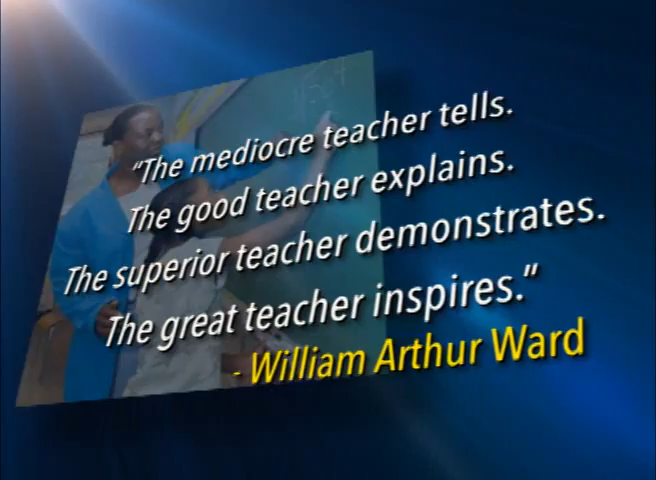 “The mediocre teacher tells.
The good teacher explains.
The superior teacher demonstrates.
The great teacher inspires.”
- William Arthur Ward